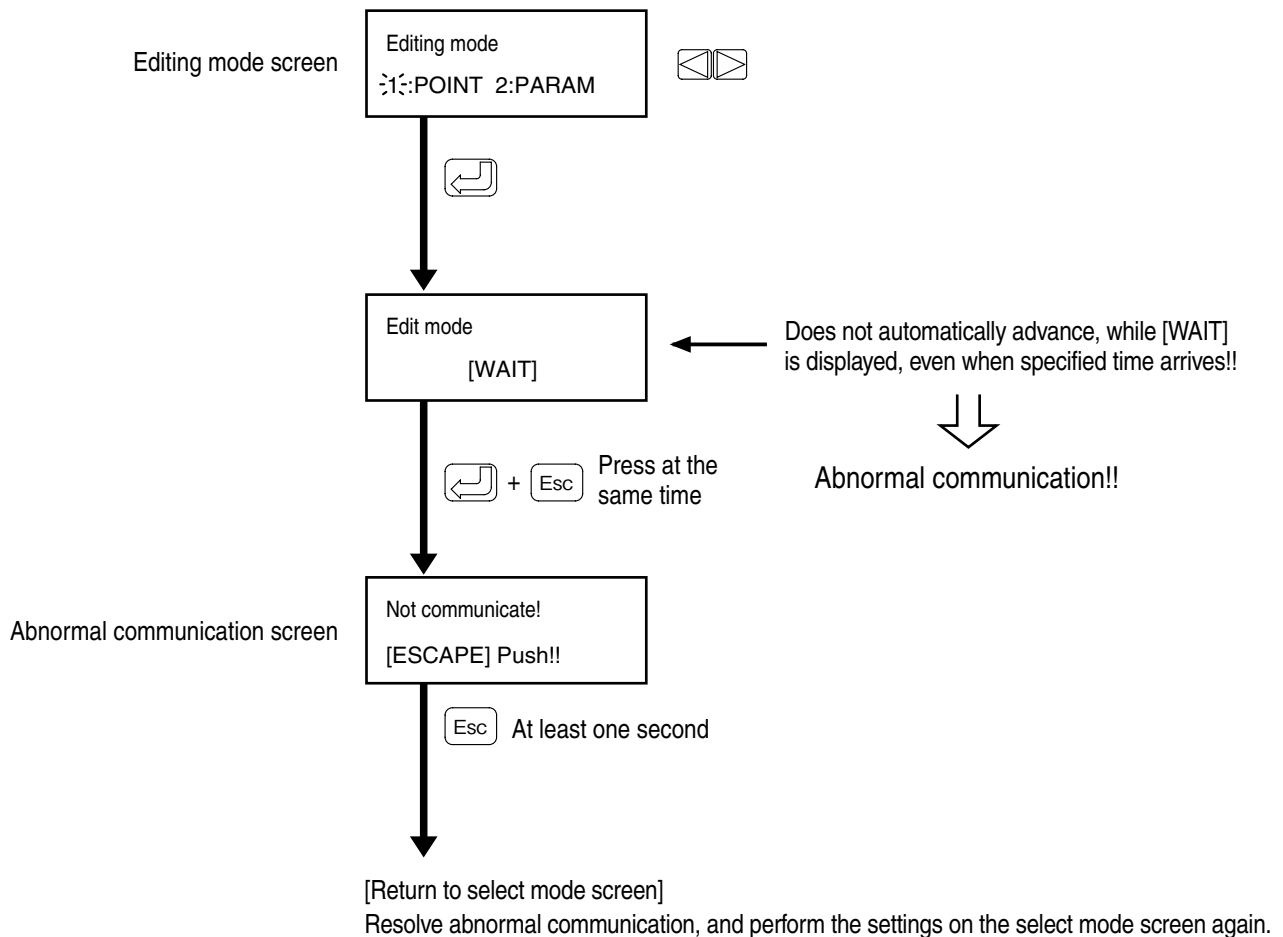 Editing mode screen
Editing mode
1:POINT 2:PARAM
Edit mode
[WAIT]
Does not automatically advance, while [WAIT]
is displayed, even when specified time arrives!!
Abnormal communication!!
+ Esc Press at the
same time
Abnormal communication screen
Not communicate!
[ESCAPE] Push!!
Esc At least one second
[Return to select mode screen]
Resolve abnormal communication, and perform the settings on the select mode screen again.